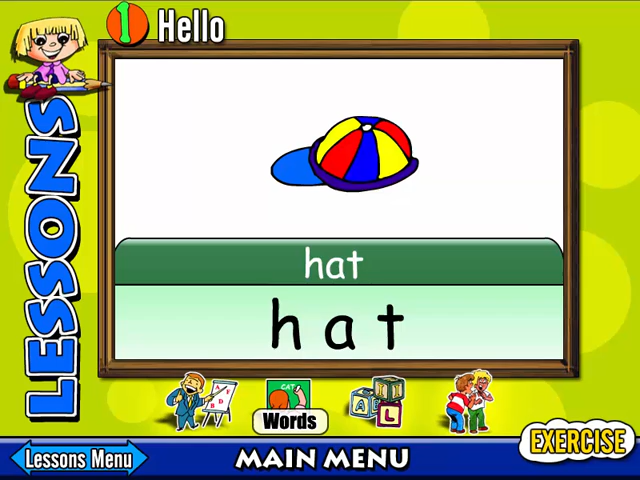 1 Hello
LESSONS
hat
h a t
CAT
Words
Lessons Menu
MAIN MENU
EXERCISE